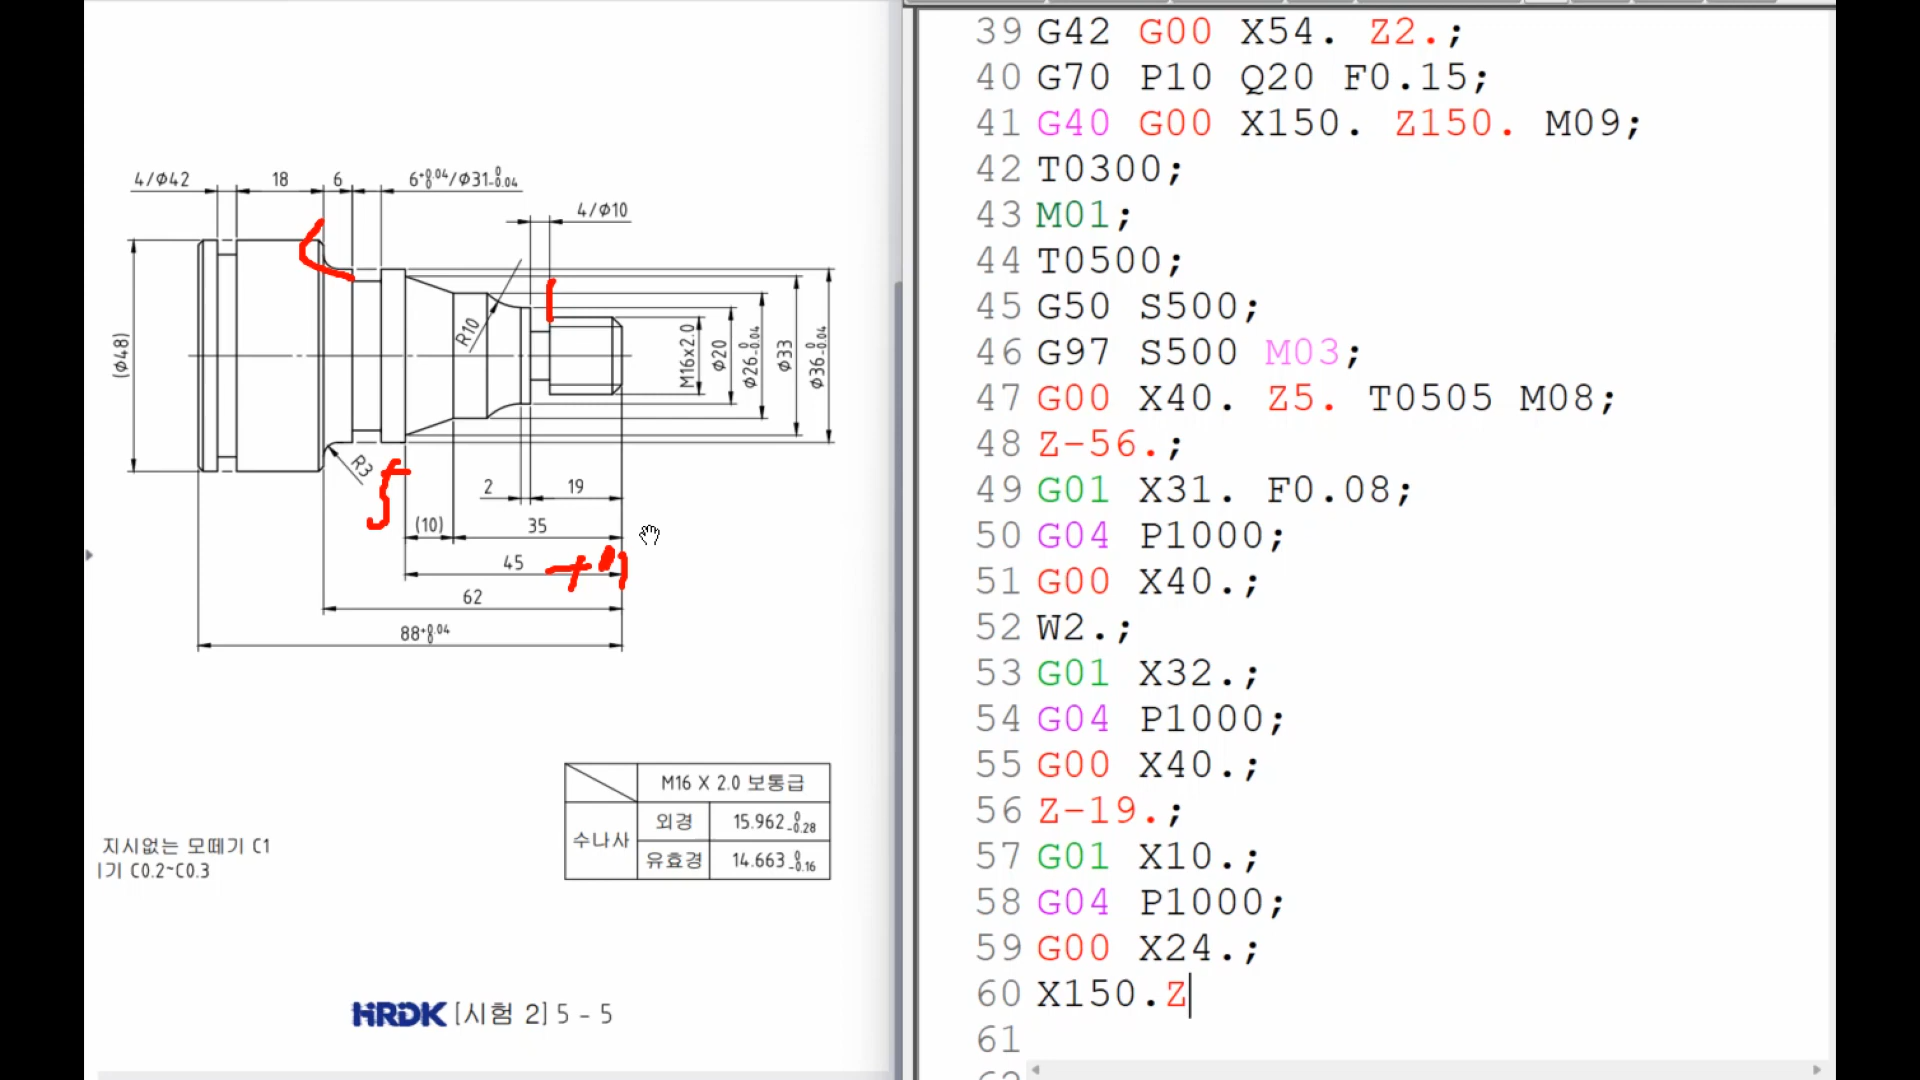 4/Φ42
18
6
6+0.04 0/Φ31 0 -0.04
4/Φ10
(Φ48)
R10
M16x2.0
Φ20
Φ26 0 -0.04
Φ33
Φ36 0 -0.04
R3
2
19
(10)
35
45
62
88+0.04 0
M16 X 2.0 보통급
수나사
외경
15.962 0 -0.28
유효경
14.663 0 -0.16
지시없는 모떼기 C1
기 C0.2~C0.3
HRDK [시험 2] 5 - 5
39 G42 G00 X54. Z2.;
40 G70 P10 Q20 F0.15;
41 G40 G00 X150. Z150. M09;
42 T0300;
43 M01;
44 T0500;
45 G50 S500;
46 G97 S500 M03;
47 G00 X40. Z5. T0505 M08;
48 Z-56.;
49 G01 X31. F0.08;
50 G04 P1000;
51 G00 X40.;
52 W2.;
53 G01 X32.;
54 G04 P1000;
55 G00 X40.;
56 Z-19.;
57 G01 X10.;
58 G04 P1000;
59 G00 X24.;
60 X150.Z
61